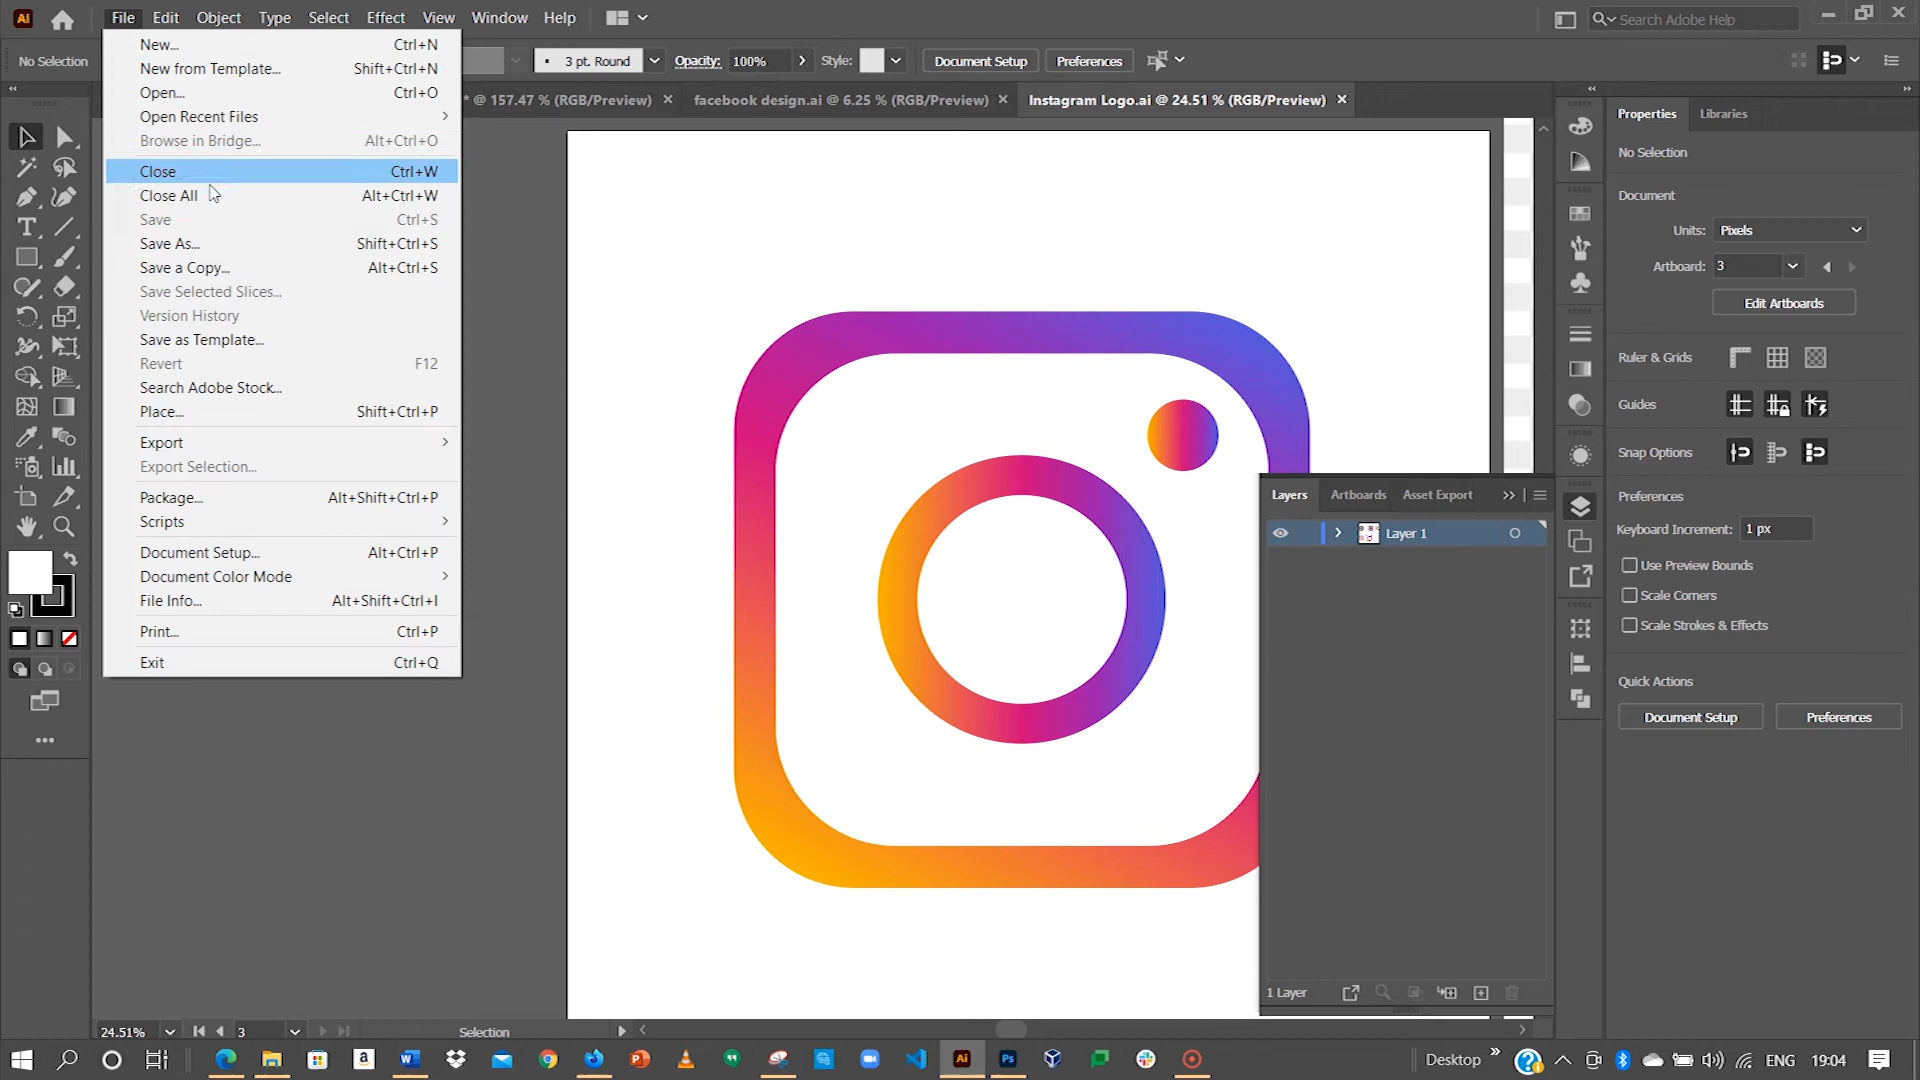 Ai File Edit Object Type Select Effect View Window Help Search Adobe Help
No Selection 3 pt. Round Opacity: 100% Style: Document Setup Preferences
* @ 157.47 % (RGB/Preview) × facebook design.ai @ 6.25 % (RGB/Preview) × Instagram Logo.ai @ 24.51 % (RGB/Preview) ×
New... Ctrl+N
New from Template... Shift+Ctrl+N
Open... Ctrl+O
Open Recent Files
Browse in Bridge... Alt+Ctrl+O
Close Ctrl+W
Close All Alt+Ctrl+W
Save Ctrl+S
Save As... Shift+Ctrl+S
Save a Copy... Alt+Ctrl+S
Save Selected Slices...
Version History
Save as Template...
Revert F12
Search Adobe Stock...
Place... Shift+Ctrl+P
Export
Export Selection...
Package... Alt+Shift+Ctrl+P
Scripts
Document Setup... Alt+Ctrl+P
Document Color Mode
File Info... Alt+Shift+Ctrl+I
Print... Ctrl+P
Exit Ctrl+Q
Layers Artboards Asset Export
Layer 1
1 Layer
Properties Libraries
No Selection
Document
Units: Pixels
Artboard: 3
Edit Artboards
Ruler & Grids
Guides
Snap Options
Preferences
Keyboard Increment: 1 px
Use Preview Bounds
Scale Corners
Scale Strokes & Effects
Quick Actions
Document Setup Preferences
24.51% 3 Selection
Ai Ps Desktop ENG 19:04